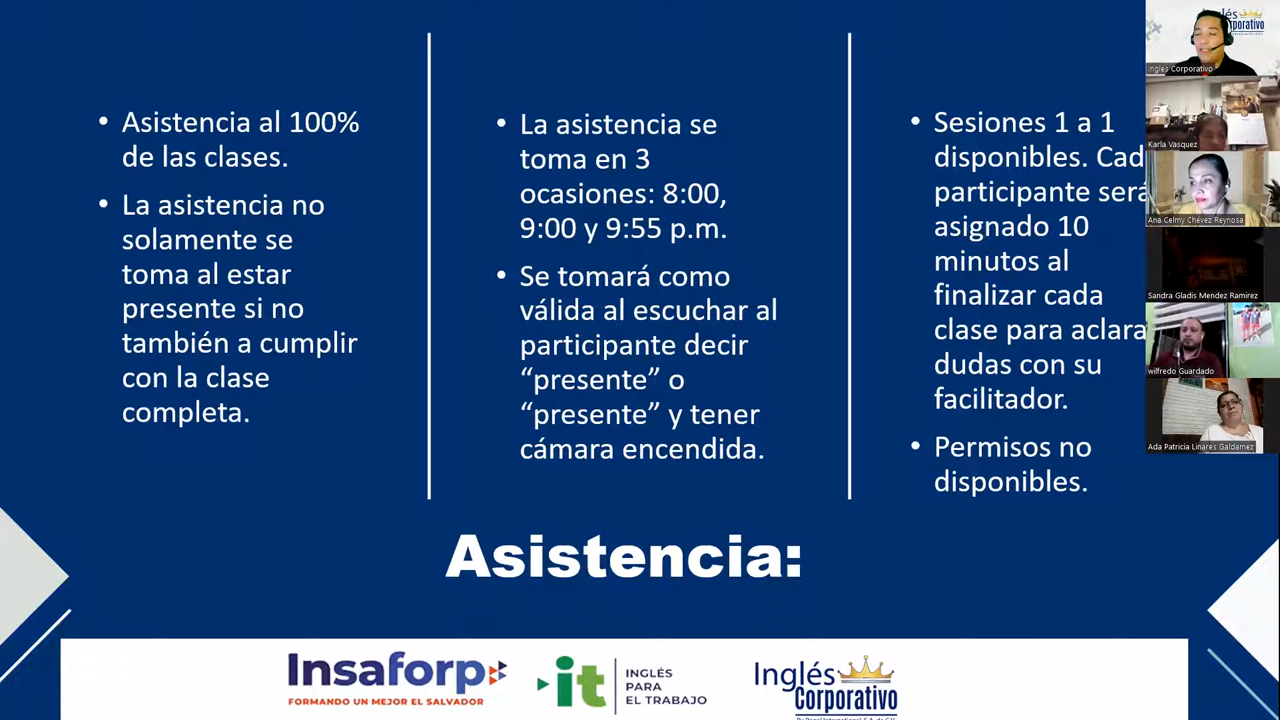 • Asistencia al 100%
de las clases.
• La asistencia no
solamente se
toma al estar
presente si no
también a cumplir
con la clase
completa.
• La asistencia se
toma en 3
ocasiones: 8:00,
9:00 y 9:55 p.m.
• Se tomará como
válida al escuchar al
participante decir
“presente” o
“presente” y tener
cámara encendida.
• Sesiones 1 a 1
disponibles. Cad
participante será
asignado 10
minutos al
finalizar cada
clase para aclara
dudas con su
facilitador.
• Permisos no
disponibles.
Asistencia:
Insaforp
FORMANDO UN MEJOR EL SALVADOR
it
INGLÉS
PARA
EL TRABAJO
Inglés
Corporativo
Inglés
Corporativo
Karla Vasquez
Ana Celmy Chévez Reynosa
Sandra Gladis Mendez Ramirez
wilfredo Guardado
Ada Patricia Linares Galdamez